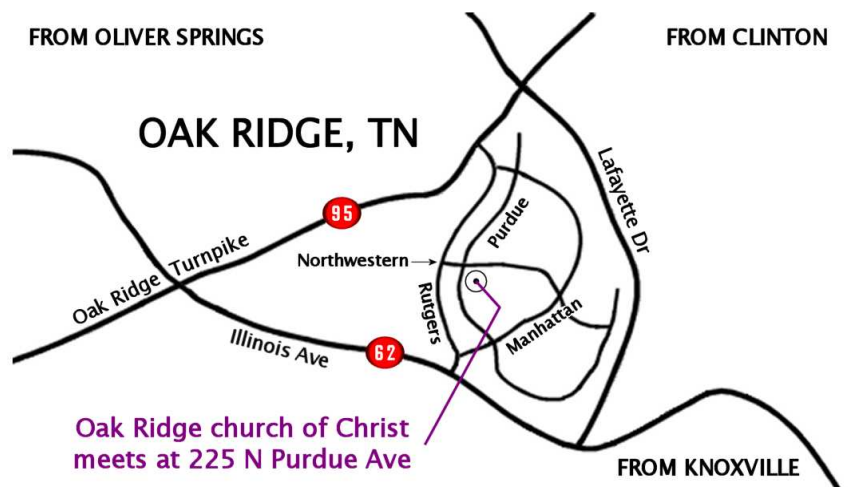 FROM OLIVER SPRINGS
FROM CLINTON
OAK RIDGE, TN
Lafayette Dr
95
Purdue
Oak Ridge Turnpike
Northwestern
Rutgers
Manhattan
Illinois Ave
62
Oak Ridge church of Christ
meets at 225 N Purdue Ave
FROM KNOXVILLE